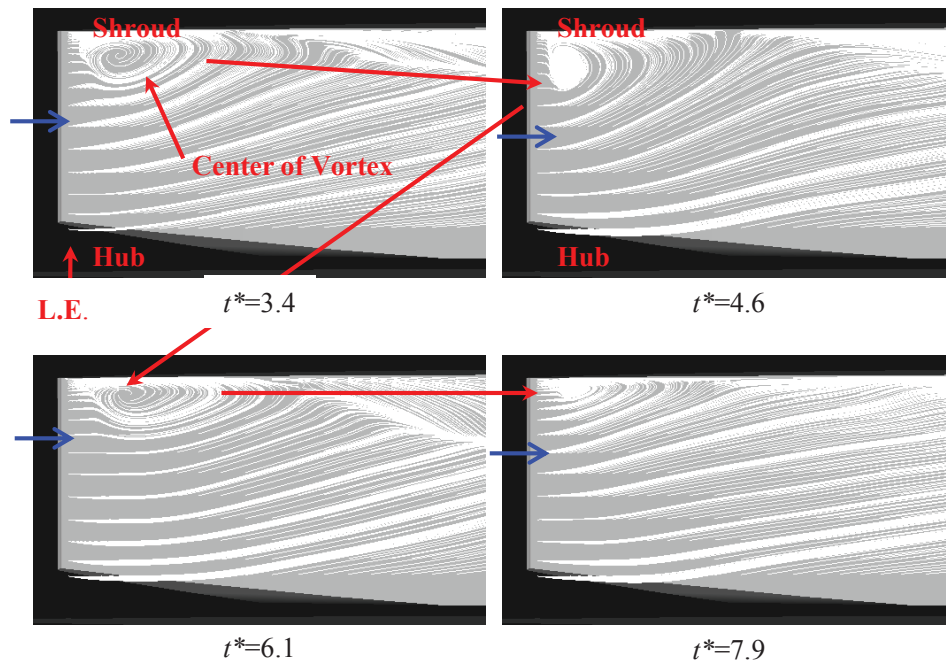 Shroud
Shroud
Center of Vortex
Hub
Hub
L.E.
t*=3.4
t*=4.6
t*=6.1
t*=7.9